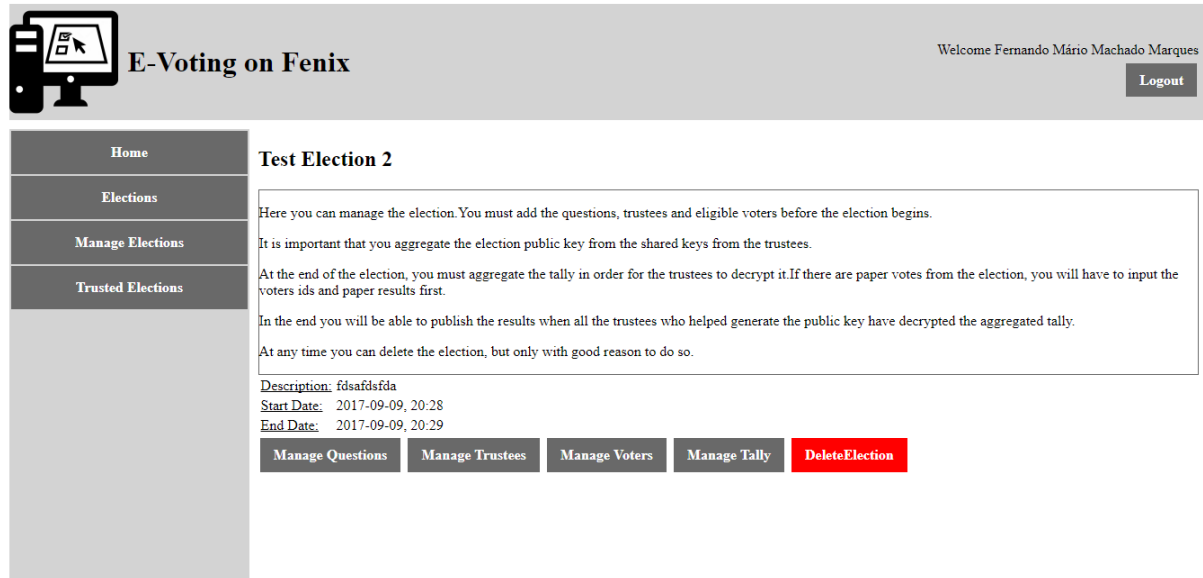 E-Voting on Fenix
Welcome Fernando Mário Machado Marques
Logout
Home
Elections
Manage Elections
Trusted Elections
Test Election 2
Here you can manage the election.You must add the questions, trustees and eligible voters before the election begins.
It is important that you aggregate the election public key from the shared keys from the trustees.
At the end of the election, you must aggregate the tally in order for the trustees to decrypt it.If there are paper votes from the election, you will have to input the
voters ids and paper results first.
In the end you will be able to publish the results when all the trustees who helped generate the public key have decrypted the aggregated tally.
At any time you can delete the election, but only with good reason to do so.
Description: fdsafdsfda
Start Date: 2017-09-09, 20:28
End Date: 2017-09-09, 20:29
Manage Questions Manage Trustees Manage Voters Manage Tally DeleteElection